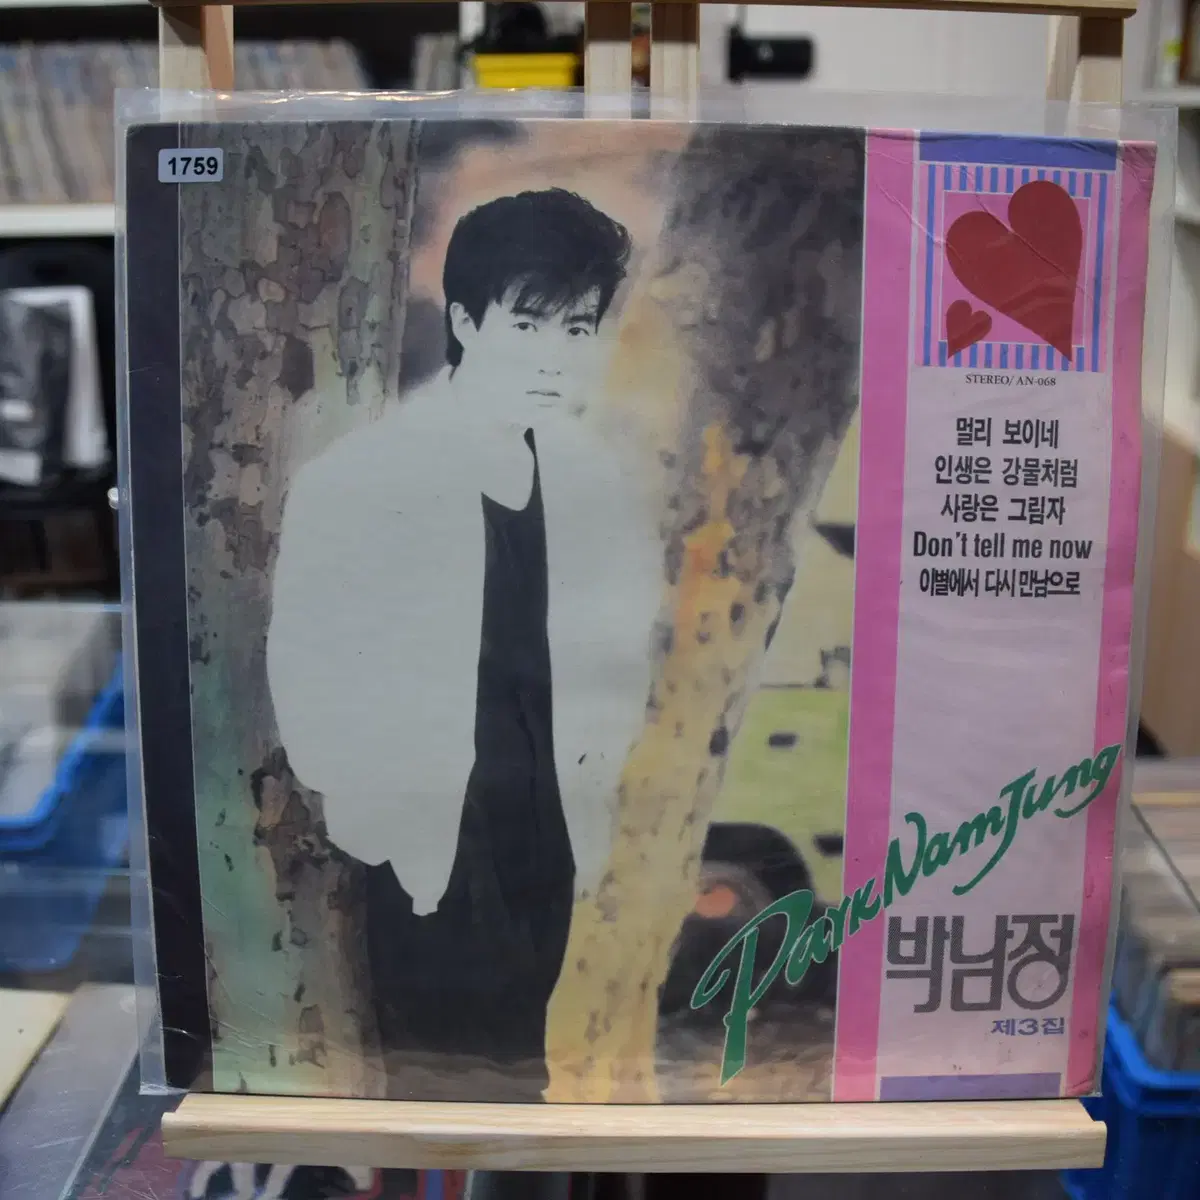 1759
STEREO/ AN-068
멀리 보이네
인생은 강물처럼
사랑은 그림자
Don't tell me now
이별에서 다시 만남으로
Park Nam Jung
박남정
제3집